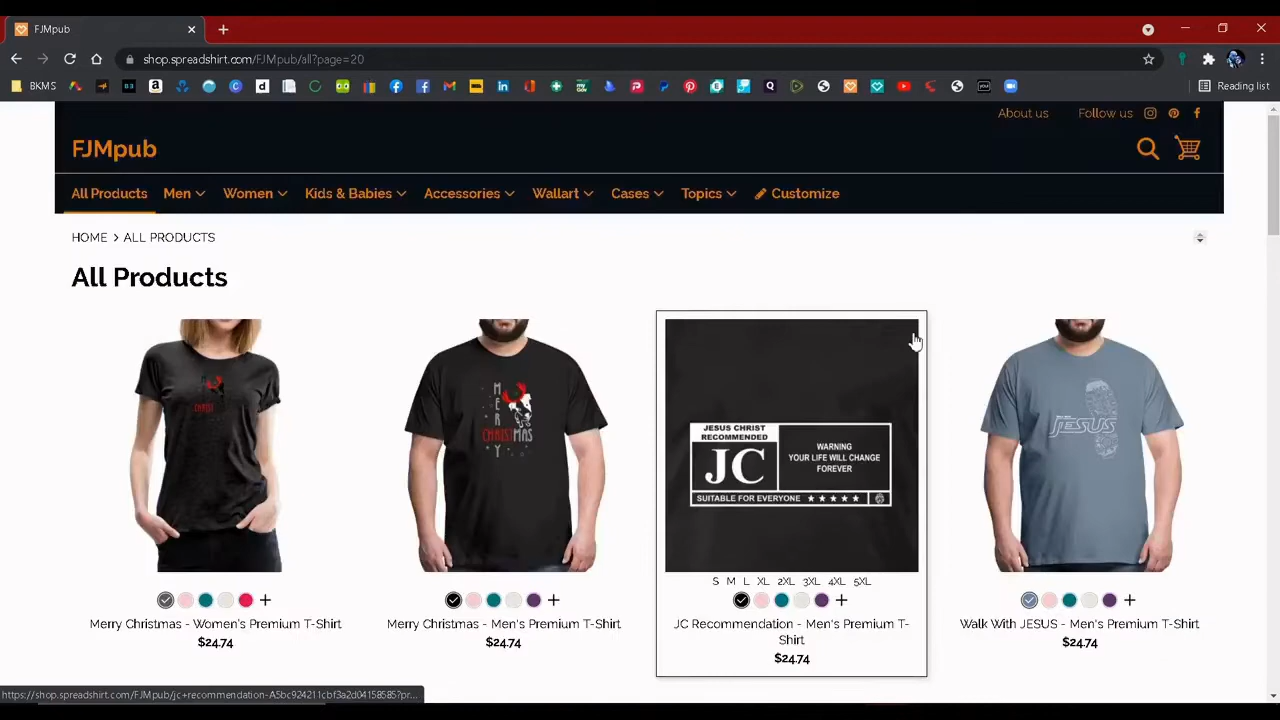 FJMpub
shop.spreadshirt.com/FJMpub/all?page=20
BKMS
Reading list
About us
Follow us
FJMpub
All Products
Men
Women
Kids & Babies
Accessories
Wallart
Cases
Topics
Customize
HOME
ALL PRODUCTS
All Products
CHRIST
MERRY
CHRISTMAS
JESUS CHRIST
RECOMMENDED
JC
WARNING
YOUR LIFE WILL CHANGE
FOREVER
SUITABLE FOR EVERYONE
JESUS
S M L XL 2XL 3XL 4XL 5XL
Merry Christmas - Women's Premium T-Shirt
$24.74
Merry Christmas - Men's Premium T-Shirt
$24.74
JC Recommendation - Men's Premium T-
Shirt
$24.74
Walk With JESUS - Men's Premium T-Shirt
$24.74